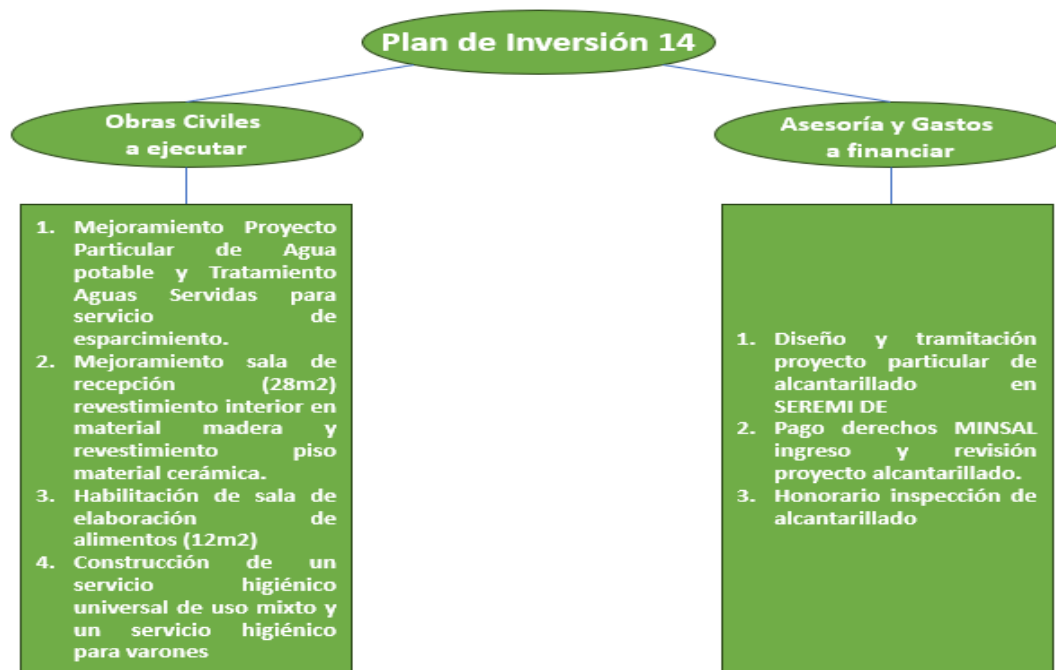 Plan de Inversión 14
Obras Civiles
a ejecutar
1. Mejoramiento Proyecto
Particular de Agua
potable y Tratamiento
Aguas Servidas para
servicio de
esparcimiento.
2. Mejoramiento sala de
recepción (28m2)
revestimiento interior en
material madera y
revestimiento piso
material cerámica.
3. Habilitación de sala de
elaboración de
alimentos (12m2)
4. Construcción de un
servicio higiénico
universal de uso mixto y
un servicio higiénico
para varones
Asesoría y Gastos
a financiar
1. Diseño y tramitación
proyecto particular de
alcantarillado en
SEREMI DE
2. Pago derechos MINSAL
ingreso y revisión
proyecto alcantarillado.
3. Honorario inspección de
alcantarillado